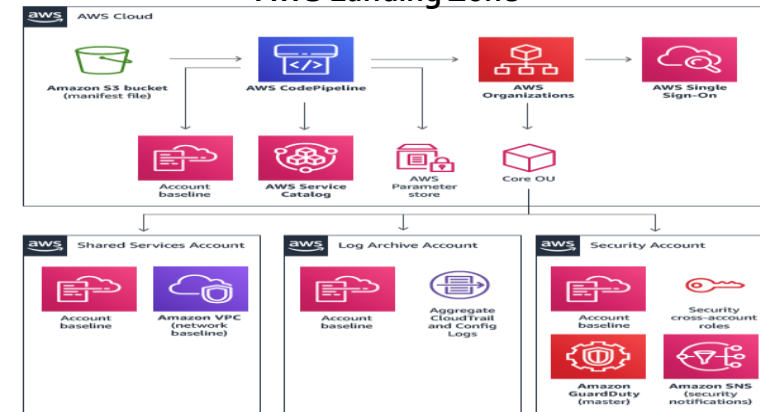 AWS Landing Zone
aws AWS Cloud
Amazon S3 bucket
(manifest file)
AWS CodePipeline
AWS
Organizations
AWS Single
Sign-On
Account
baseline
AWS Service
Catalog
AWS
Parameter
store
Core OU
aws Shared Services Account
Account
baseline
Amazon VPC
(network
baseline)
aws Log Archive Account
Account
baseline
Aggregate
CloudTrail
and Config
Logs
aws Security Account
Account
baseline
Security
cross-account
roles
Amazon
GuardDuty
(master)
Amazon SNS
(security
notifications)